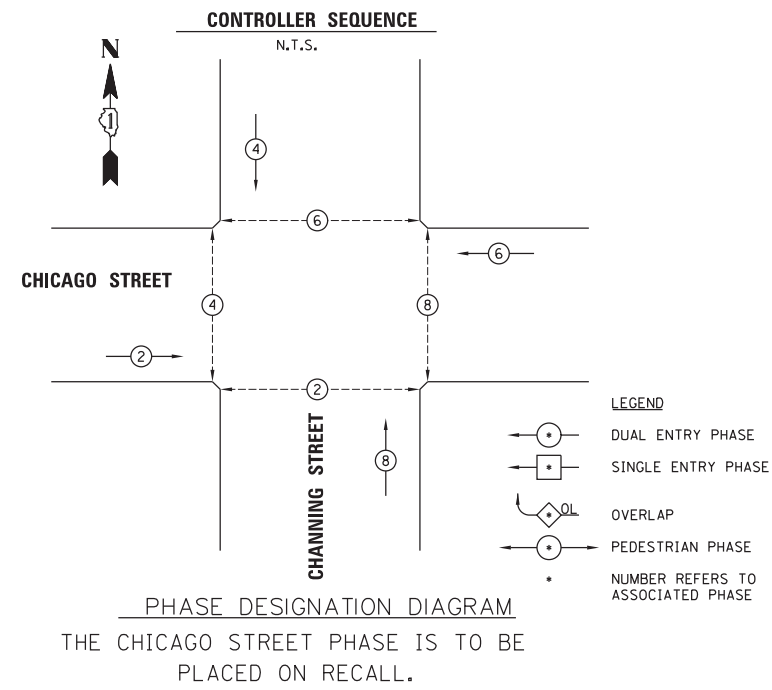 CONTROLLER SEQUENCE
N.T.S.
N
1
4
6
6
CHICAGO STREET
4
8
2
2
CHANNING STREET
8
LEGEND
* DUAL ENTRY PHASE
* SINGLE ENTRY PHASE
* OL OVERLAP
* PEDESTRIAN PHASE
* NUMBER REFERS TO
ASSOCIATED PHASE
PHASE DESIGNATION DIAGRAM
THE CHICAGO STREET PHASE IS TO BE
PLACED ON RECALL.